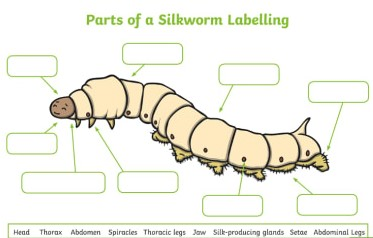 Parts of a Silkworm Labelling
Head Thorax Abdomen Spiracles Thoracic legs Jaw Silk-producing glands Setae Abdominal Legs